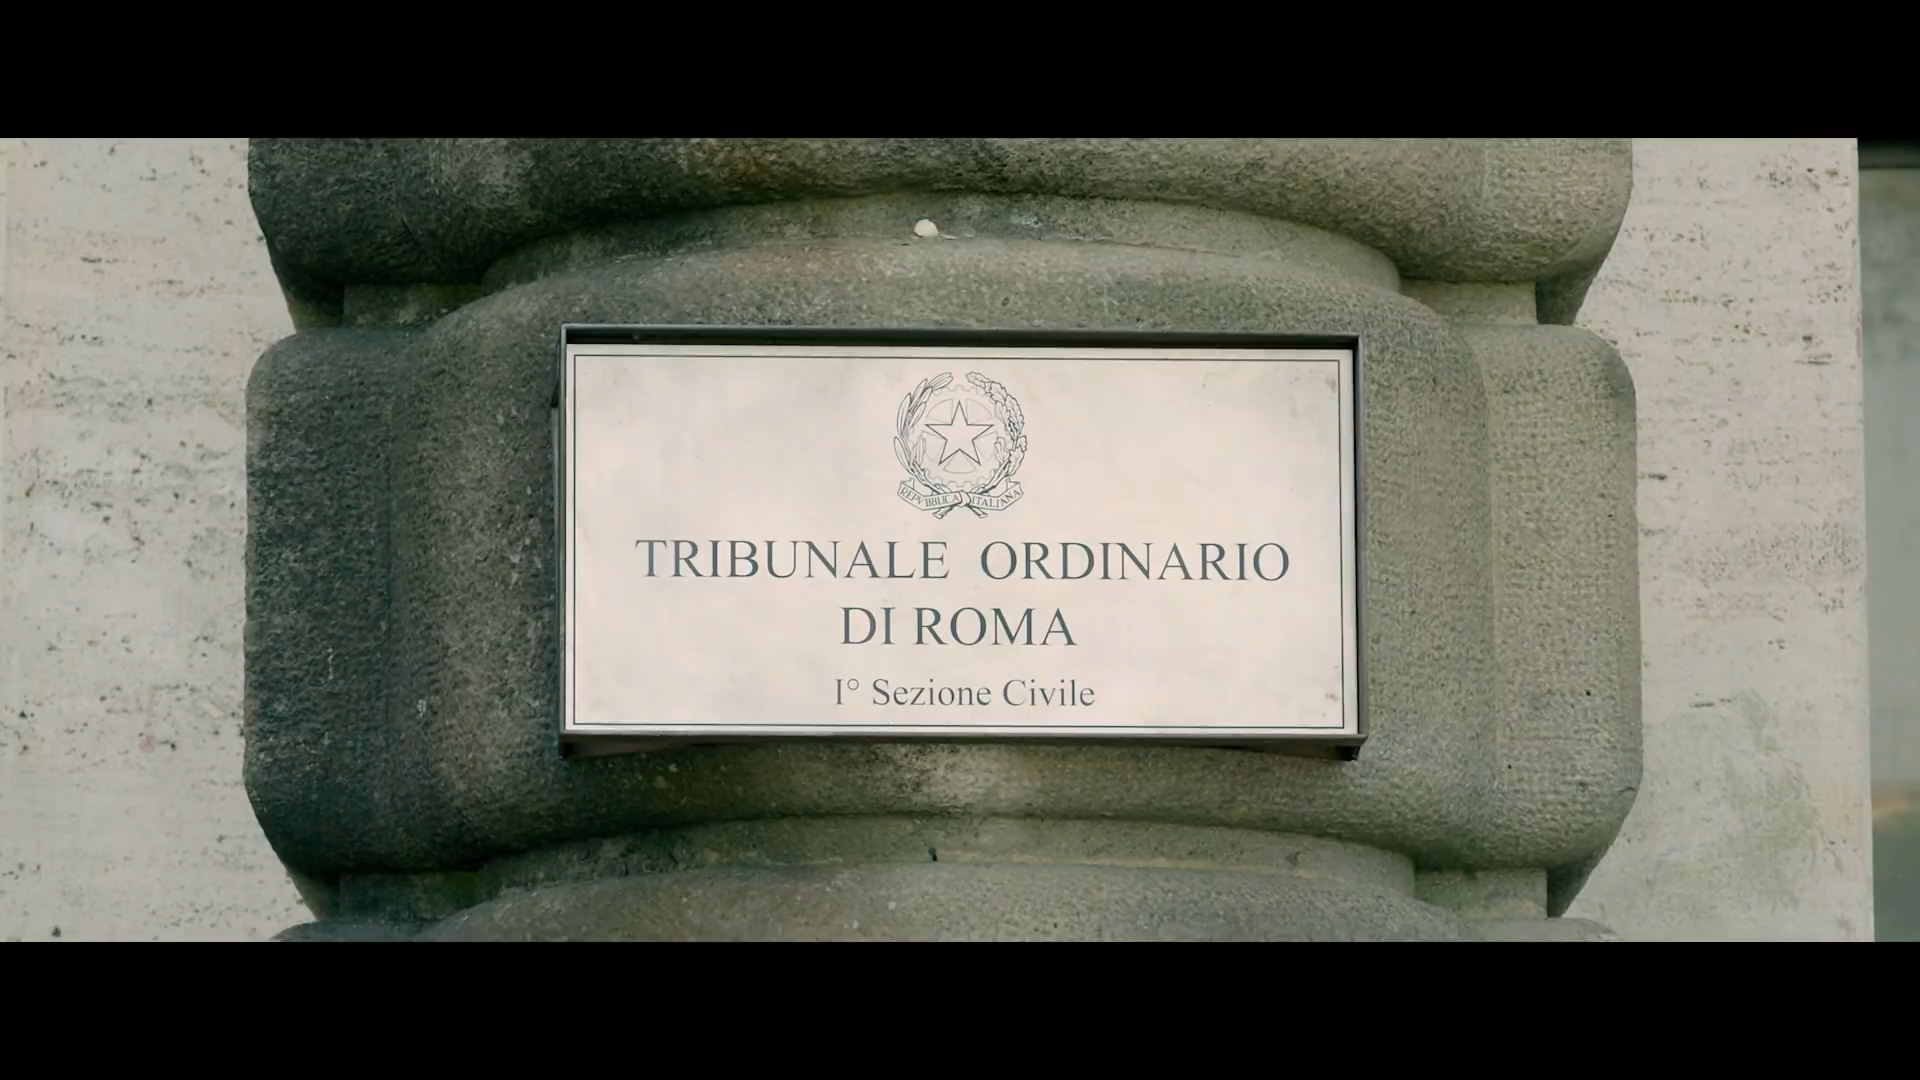 REPVBBLICA ITALIANA
TRIBUNALE ORDINARIO
DI ROMA
I° Sezione Civile